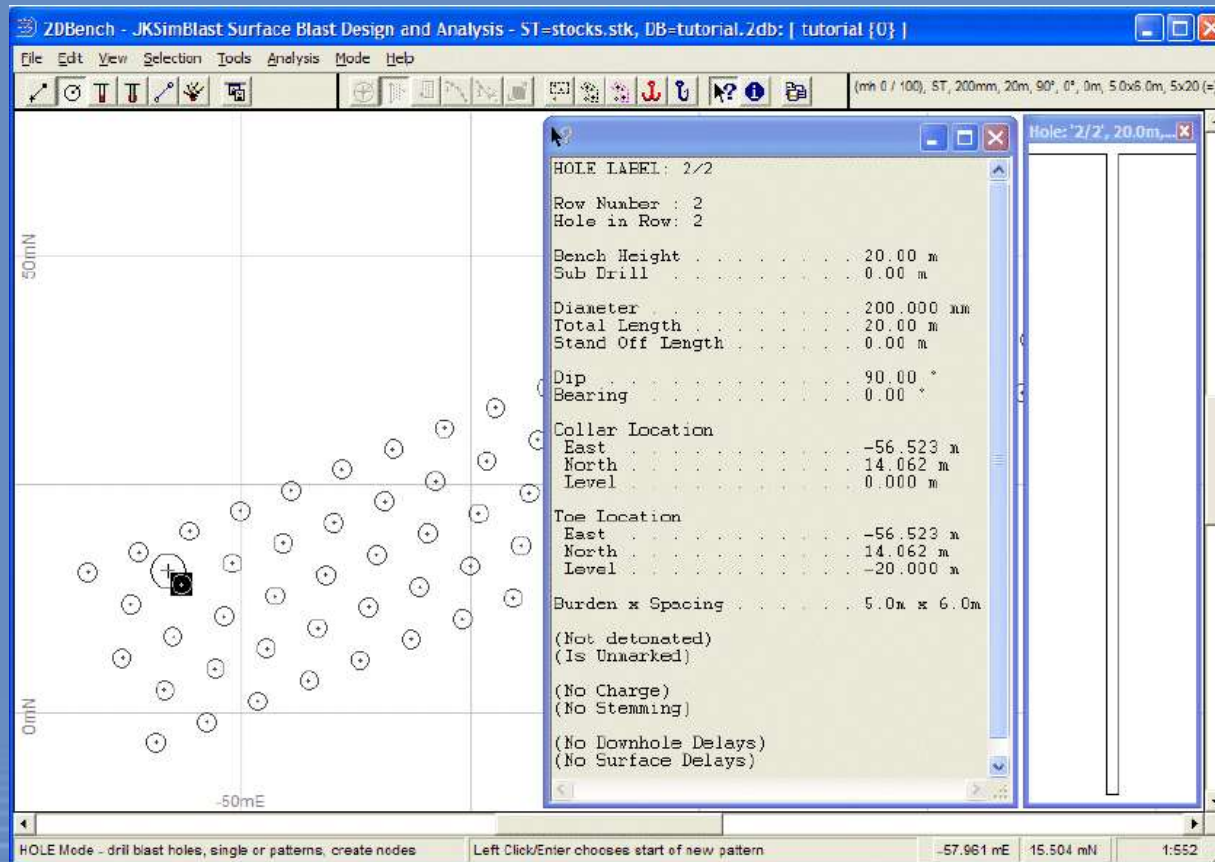 2DBench - JKSimBlast Surface Blast Design and Analysis - ST=stocks.stk, DB=tutorial.2db: [ tutorial {0} ]
File Edit View Selection Tools Analysis Mode Help
(mh 0 / 100), ST, 200mm, 20m, 90°, 0°, 0m, 5.0x6.0m, 5x20 (=)
Hole: '2/2', 20.0m,...
HOLE LABEL: 2/2
Row Number : 2
Hole in Row: 2
Bench Height . . . . . . . . 20.00 m
Sub Drill . . . . . . . . . 0.00 m
Diameter . . . . . . . . . . 200.000 mm
Total Length . . . . . . . . 20.00 m
Stand Off Length . . . . . . 0.00 m
Dip . . . . . . . . . . . . 90.00 °
Bearing . . . . . . . . . . 0.00 °
Collar Location
East . . . . . . . . . . . -56.523 m
North . . . . . . . . . . . 14.062 m
Level . . . . . . . . . . . 0.000 m
Toe Location
East . . . . . . . . . . . -56.523 m
North . . . . . . . . . . . 14.062 m
Level . . . . . . . . . . . -20.000 m
Burden x Spacing . . . . . . 5.0m x 6.0m
(Not detonated)
(Is Unmarked)
(No Charge)
(No Stemming)
(No Downhole Delays)
(No Surface Delays)
50mN
0mN
-50mE
HOLE Mode - drill blast holes, single or patterns, create nodes
Left Click/Enter chooses start of new pattern
-57.961 mE
15.504 mN
1:552